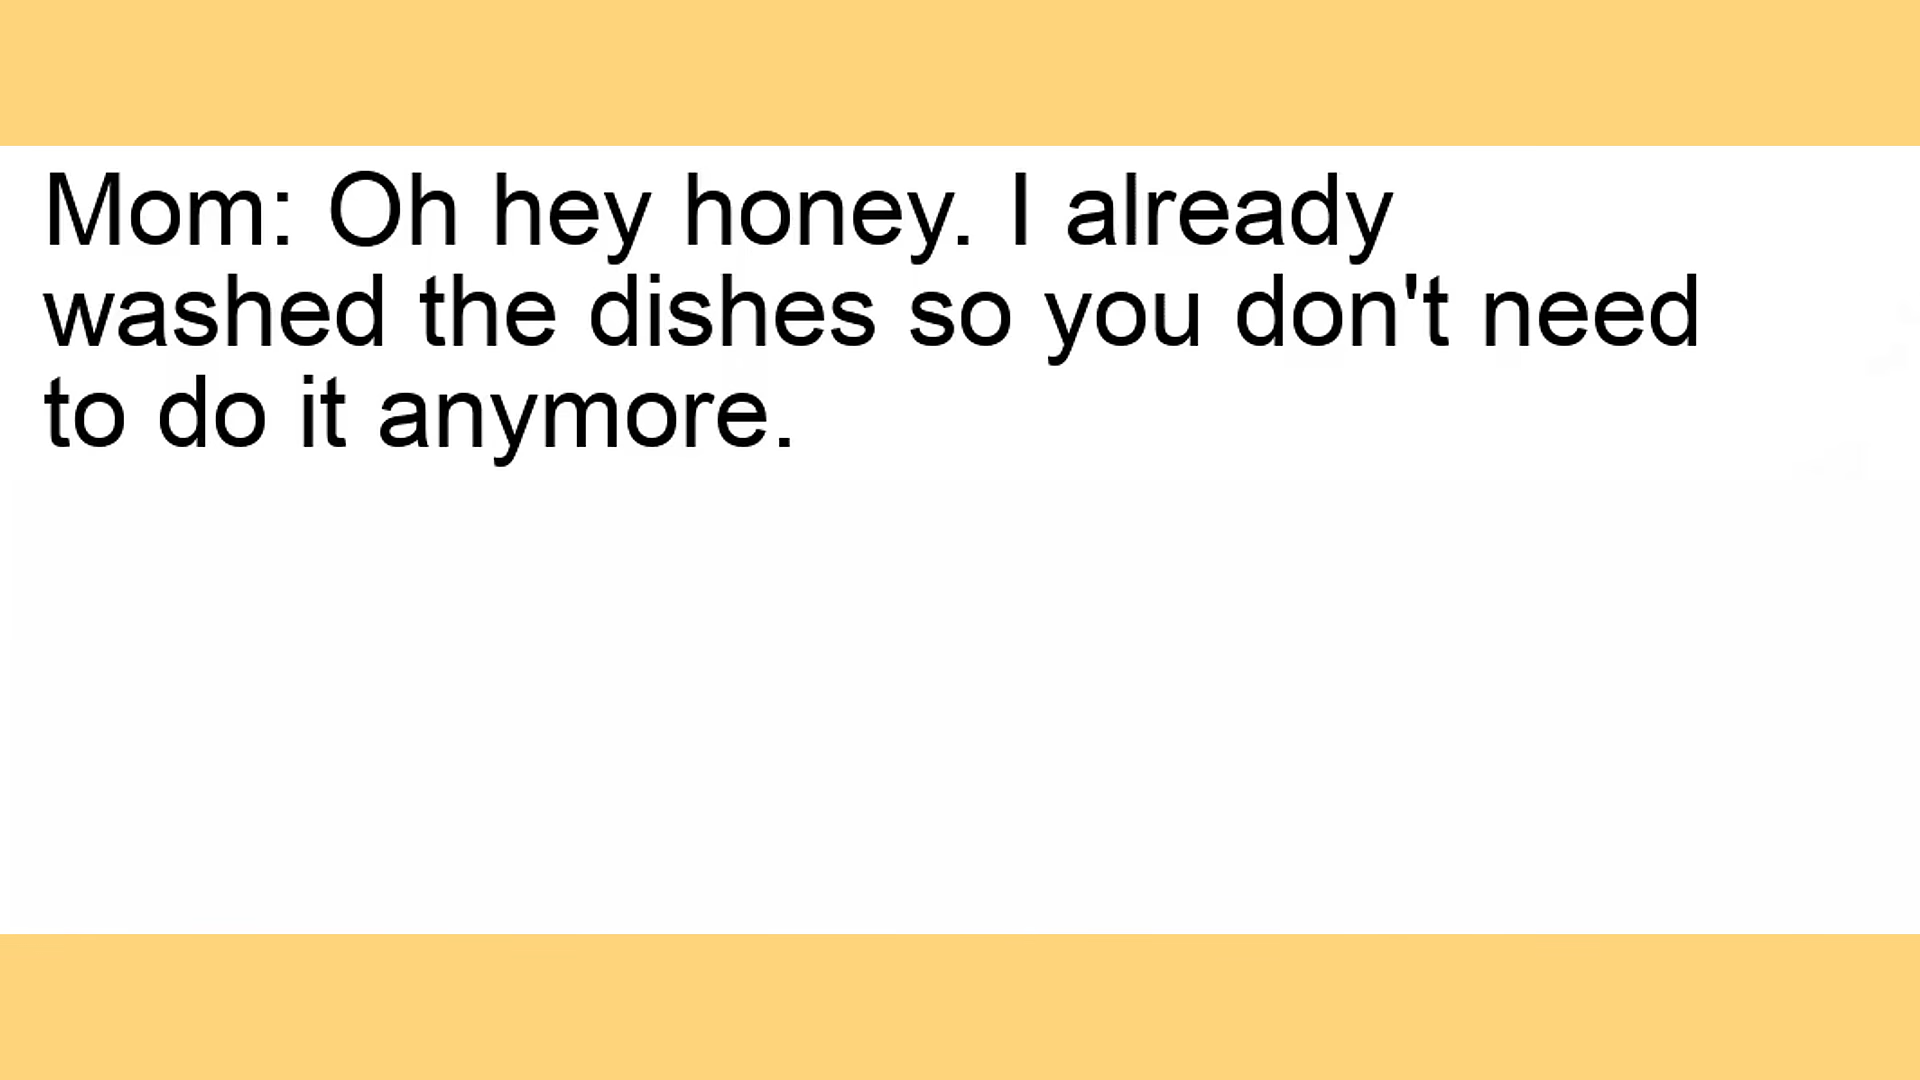 Mom: Oh hey honey. I already
washed the dishes so you don't need
to do it anymore.